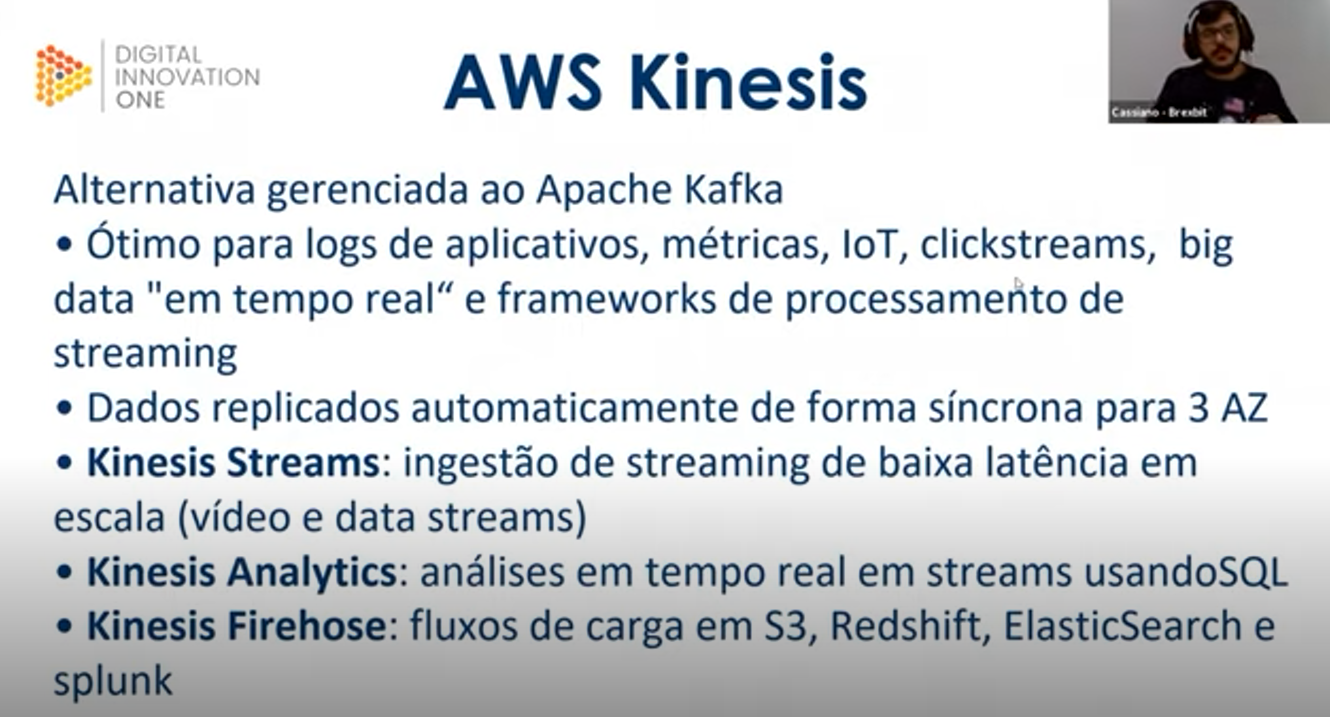 DIGITAL
INNOVATION
ONE
AWS Kinesis
Cassiano - Brexbit
Alternativa gerenciada ao Apache Kafka
• Ótimo para logs de aplicativos, métricas, IoT, clickstreams,  big
data "em tempo real“ e frameworks de processamento de
streaming
• Dados replicados automaticamente de forma síncrona para 3 AZ
• Kinesis Streams: ingestão de streaming de baixa latência em
escala (vídeo e data streams)
• Kinesis Analytics: análises em tempo real em streams usandoSQL
• Kinesis Firehose: fluxos de carga em S3, Redshift, ElasticSearch e
splunk